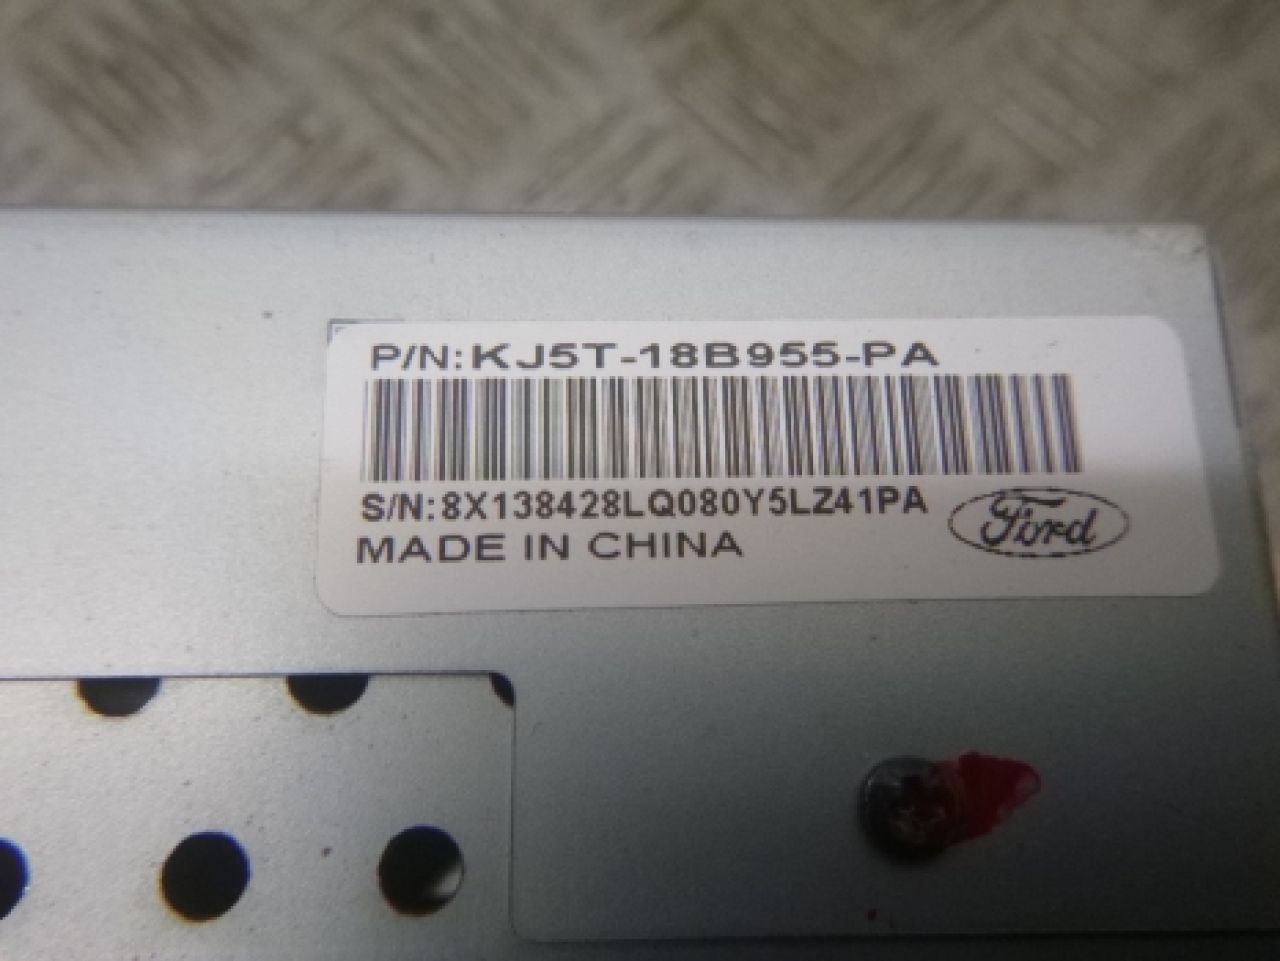 P/N:KJ5T-18B955-PA
S/N:8X138428LQ080Y5LZ41PA
MADE IN CHINA
Ford